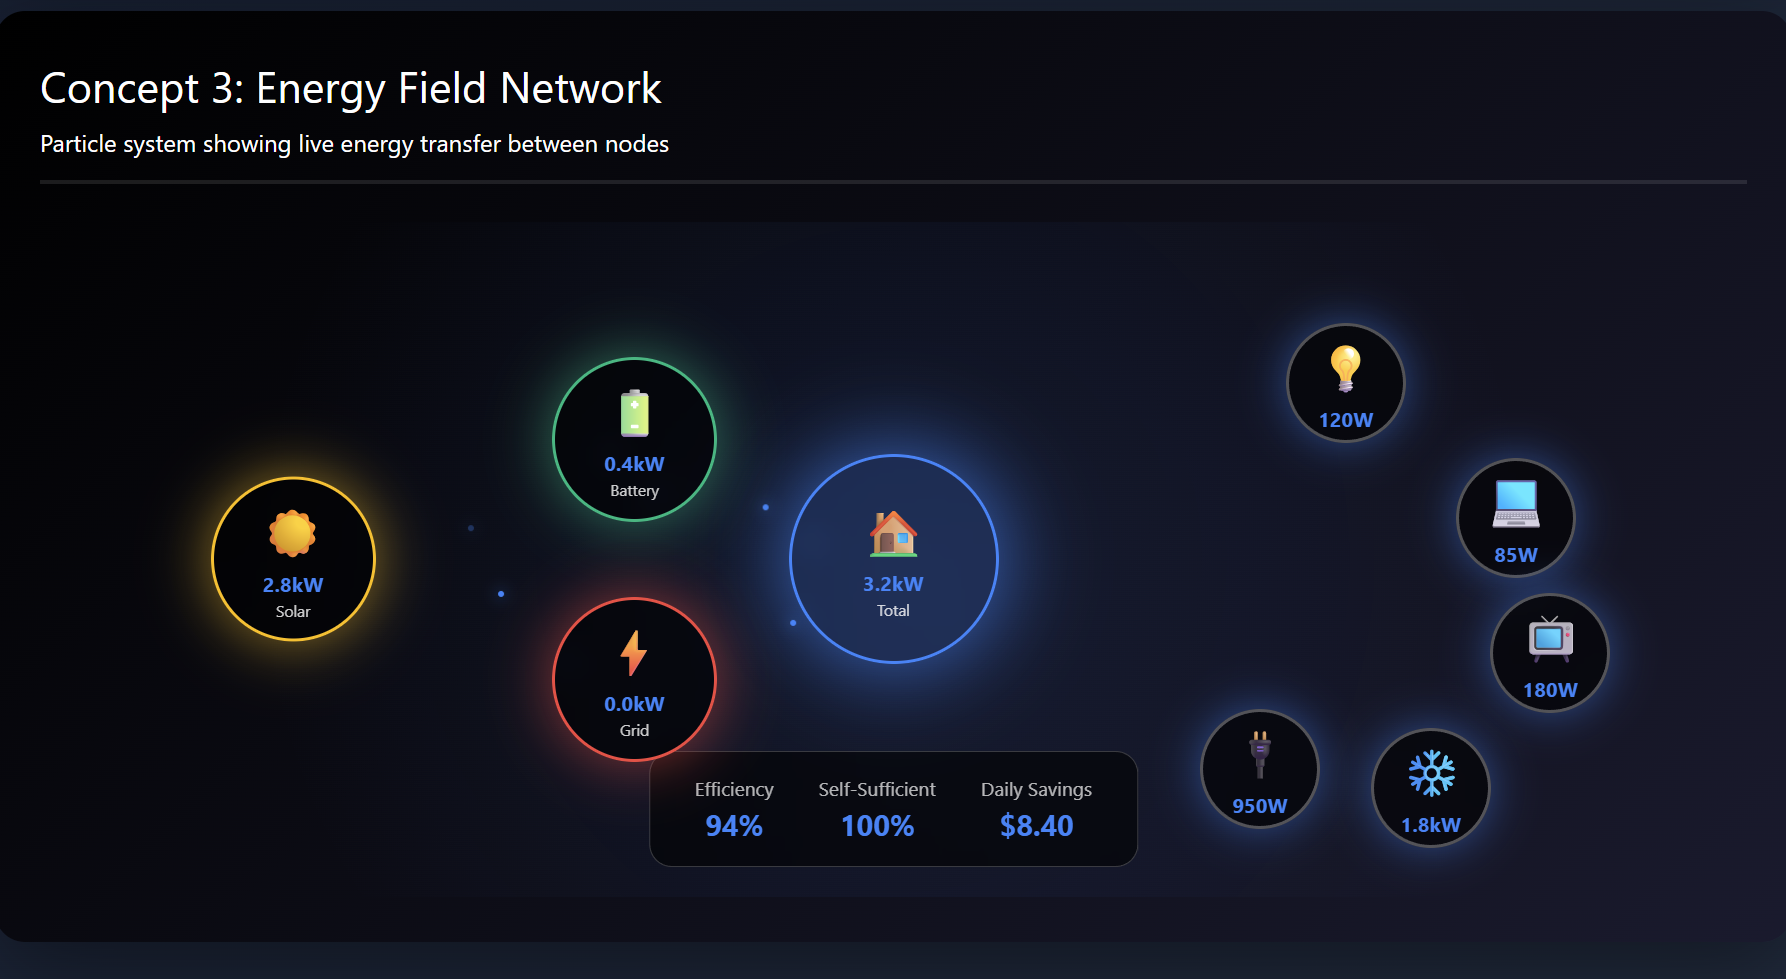 Concept 3: Energy Field Network
Particle system showing live energy transfer between nodes
2.8kW
Solar
0.4kW
Battery
0.0kW
Grid
3.2kW
Total
120W
85W
180W
950W
1.8kW
Efficiency
94%
Self-Sufficient
100%
Daily Savings
$8.40